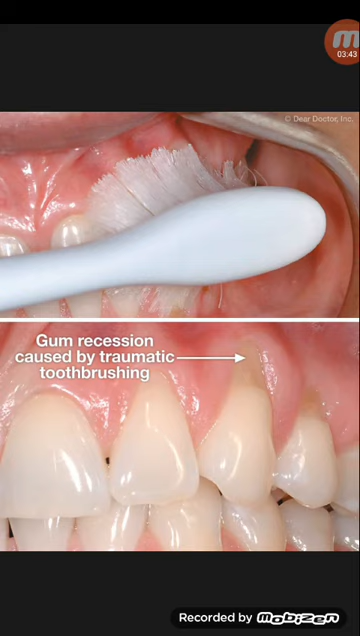 m
03:43
© Dear Doctor, Inc.
Gum recession
caused by traumatic
toothbrushing
Recorded by Mobizen